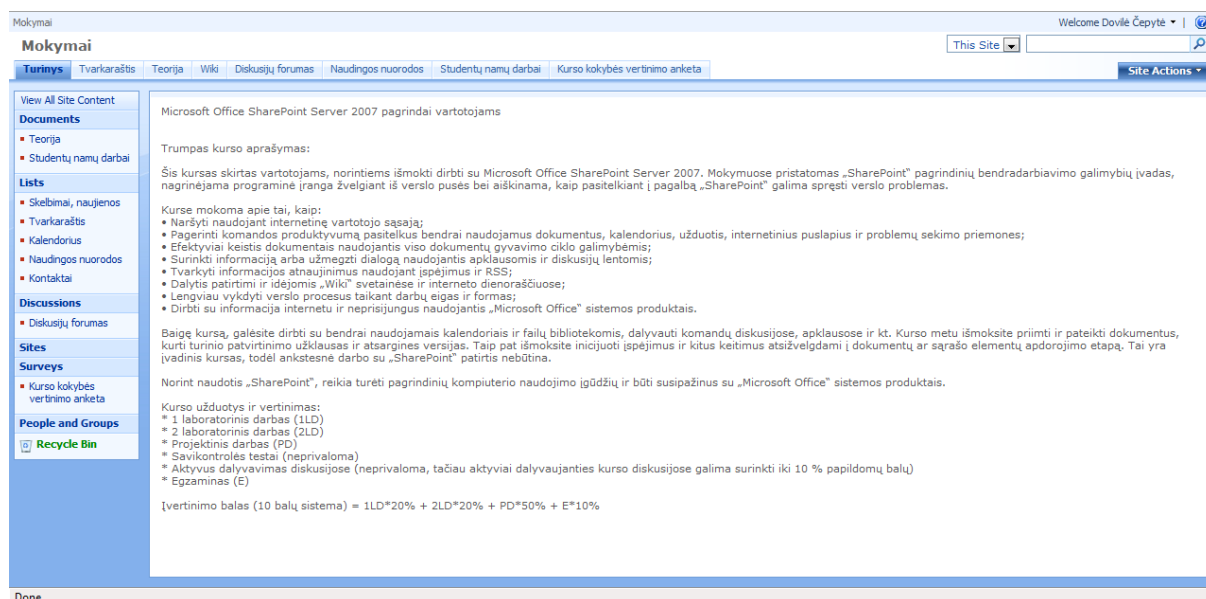 Mokymai
Welcome Dovilė Čepytė
Mokymai
This Site
Turinys Tvarkaraštis Teorija Wiki Diskusijų forumas Naudingos nuorodos Studentų namų darbai Kurso kokybės vertinimo anketa
Site Actions
View All Site Content
Documents
Teorija
Studentų namų darbai
Lists
Skelbimai, naujienos
Tvarkaraštis
Kalendorius
Naudingos nuorodos
Kontaktai
Discussions
Diskusijų forumas
Sites
Surveys
Kurso kokybės
vertinimo anketa
People and Groups
Recycle Bin
Microsoft Office SharePoint Server 2007 pagrindai vartotojams
Trumpas kurso aprašymas:
Šis kursas skirtas vartotojams, norintiems išmokti dirbti su Microsoft Office SharePoint Server 2007. Mokymuose pristatomas „SharePoint" pagrindinių bendradarbiavimo galimybių įvadas,
nagrinėjama programinė įranga žvelgiant iš verslo pusės bei aiškinama, kaip pasitelkiant į pagalbą „SharePoint" galima spręsti verslo problemas.
Kurse mokoma apie tai, kaip:
• Naršyti naudojant internetinę vartotojo sąsają;
• Pagerinti komandos produktyvumą pasitelkus bendrai naudojamus dokumentus, kalendorius, užduotis, internetinius puslapius ir problemų sekimo priemones;
• Efektyviai keistis dokumentais naudojantis viso dokumentų gyvavimo ciklo galimybėmis;
• Surinkti informaciją arba užmegzti dialogą naudojantis apklausomis ir diskusijų lentomis;
• Tvarkyti informacijos atnaujinimus naudojant įspėjimus ir RSS;
• Dalytis patirtimi ir idėjomis „Wiki" svetainėse ir interneto dienoraščiuose;
• Lengviau vykdyti verslo procesus taikant darbų eigas ir formas;
• Dirbti su informacija internetu ir neprisijungus naudojantis „Microsoft Office" sistemos produktais.
Baigę kursą, galėsite dirbti su bendrai naudojamais kalendoriais ir failų bibliotekomis, dalyvauti komandų diskusijose, apklausose ir kt. Kurso metu išmoksite priimti ir pateikti dokumentus,
kurti turinio patvirtinimo užklausas ir atsargines versijas. Taip pat išmoksite inicijuoti įspėjimus ir kitus keitimus atsižvelgdami į dokumentų ar sąrašo elementų apdorojimo etapą. Tai yra
įvadinis kursas, todėl ankstesnė darbo su „SharePoint" patirtis nebūtina.
Norint naudotis „SharePoint", reikia turėti pagrindinių kompiuterio naudojimo įgūdžių ir būti susipažinus su „Microsoft Office" sistemos produktais.
Kurso užduotys ir vertinimas:
* 1 laboratorinis darbas (1LD)
* 2 laboratorinis darbas (2LD)
* Projektinis darbas (PD)
* Savikontrolės testai (neprivaloma)
* Aktyvus dalyvavimas diskusijose (neprivaloma, tačiau aktyviai dalyvaujanties kurso diskusijose galima surinkti iki 10 % papildomų balų)
* Egzaminas (E)
Įvertinimo balas (10 balų sistema) = 1LD*20% + 2LD*20% + PD*50% + E*10%
Done